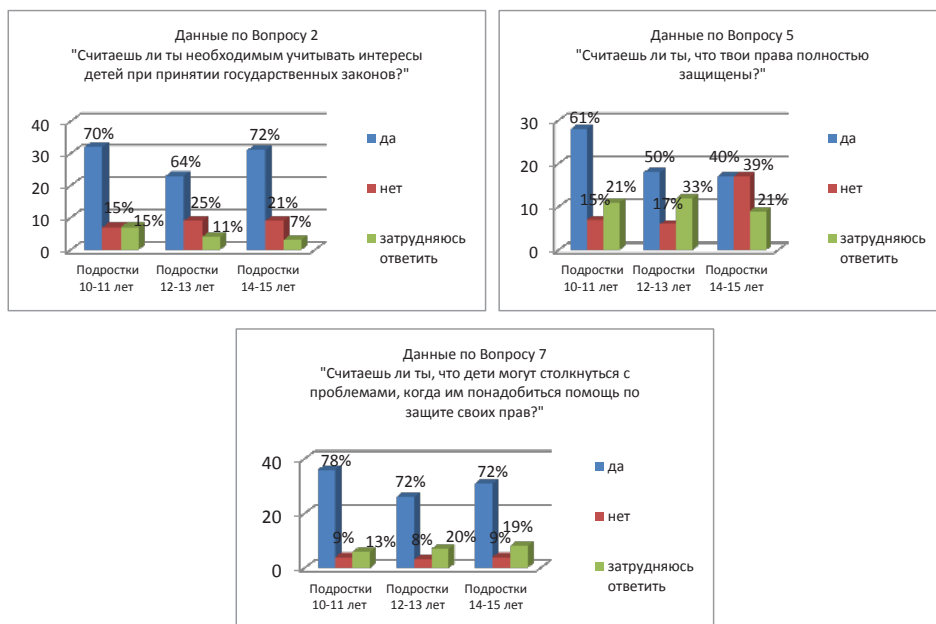 Данные по Вопросу 2
"Считаешь ли ты необходимым учитывать интересы
детей при принятии государственных законов?"
40
30
20
10
0
70%
15%
15%
64%
25%
11%
72%
21%
7%
да
нет
затрудняюсь
ответить
Подростки
10-11 лет
Подростки
12-13 лет
Подростки
14-15 лет
Данные по Вопросу 5
"Считаешь ли ты, что твои права полностью
защищены?"
30
20
10
0
61%
15%
21%
50%
17%
33%
40%
39%
21%
да
нет
затрудняюсь
ответить
Подростки
10-11 лет
Подростки
12-13 лет
Подростки
14-15 лет
Данные по Вопросу 7
"Считаешь ли ты, что дети могут столкнуться с
проблемами, когда им понадобиться помощь по
защите своих прав?"
40
20
0
78%
9%
13%
72%
8%
20%
72%
9%
19%
да
нет
затрудняюсь
ответить
Подростки
10-11 лет
Подростки
12-13 лет
Подростки
14-15 лет